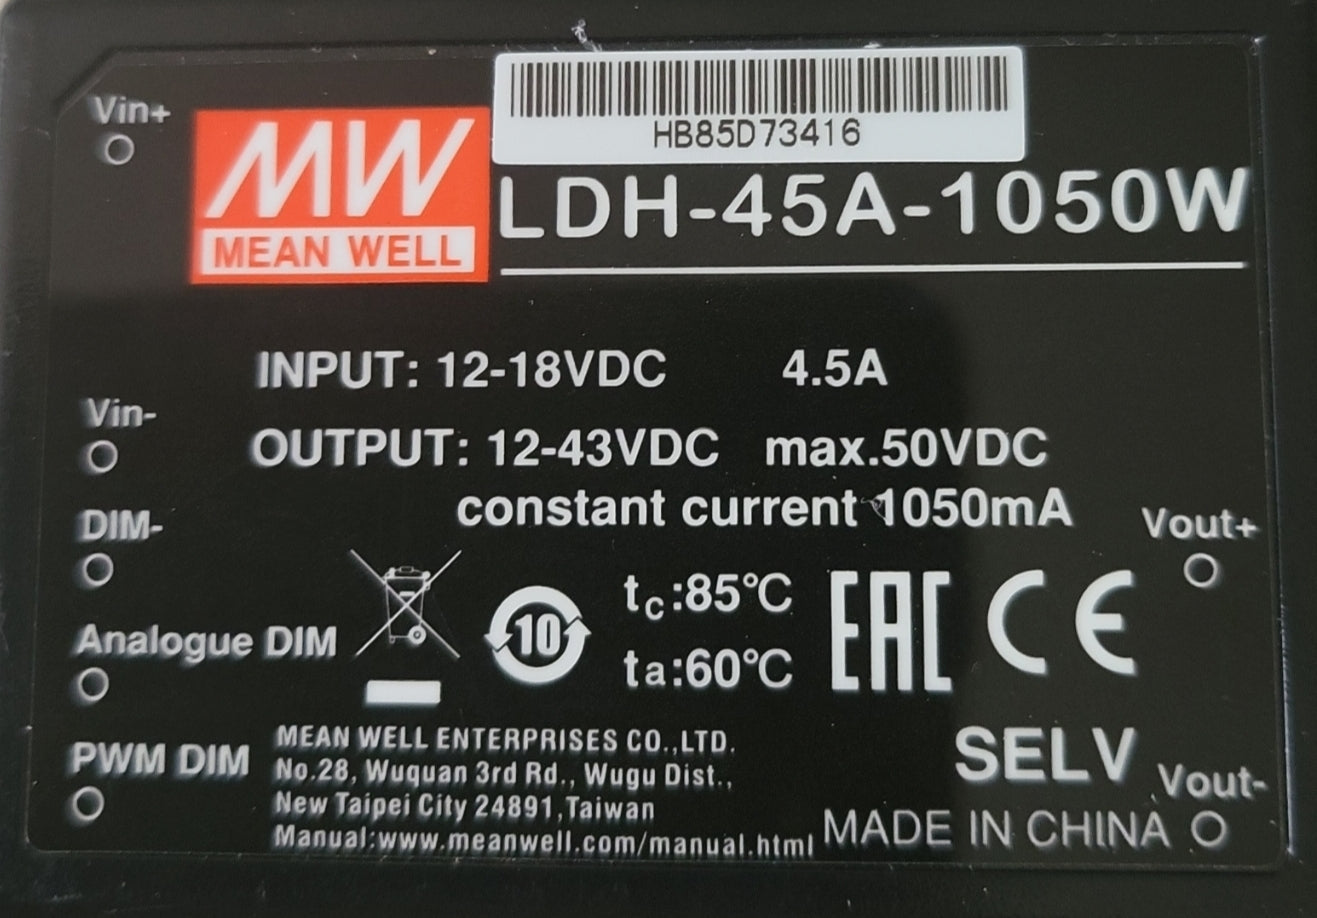 HB85D73416
Vin+
MW
MEAN WELL
LDH-45A-1050W
INPUT: 12-18VDC 4.5A
Vin-
OUTPUT: 12-43VDC max.50VDC
constant current 1050mA
DIM-
Vout+
10
tc:85°C
EAC CE
Analogue DIM
ta:60°C
PWM DIM
MEAN WELL ENTERPRISES CO.,LTD.
No.28, Wuquan 3rd Rd., Wugu Dist.,
New Taipei City 24891,Taiwan
Manual:www.meanwell.com/manual.html
SELV
Vout-
MADE IN CHINA